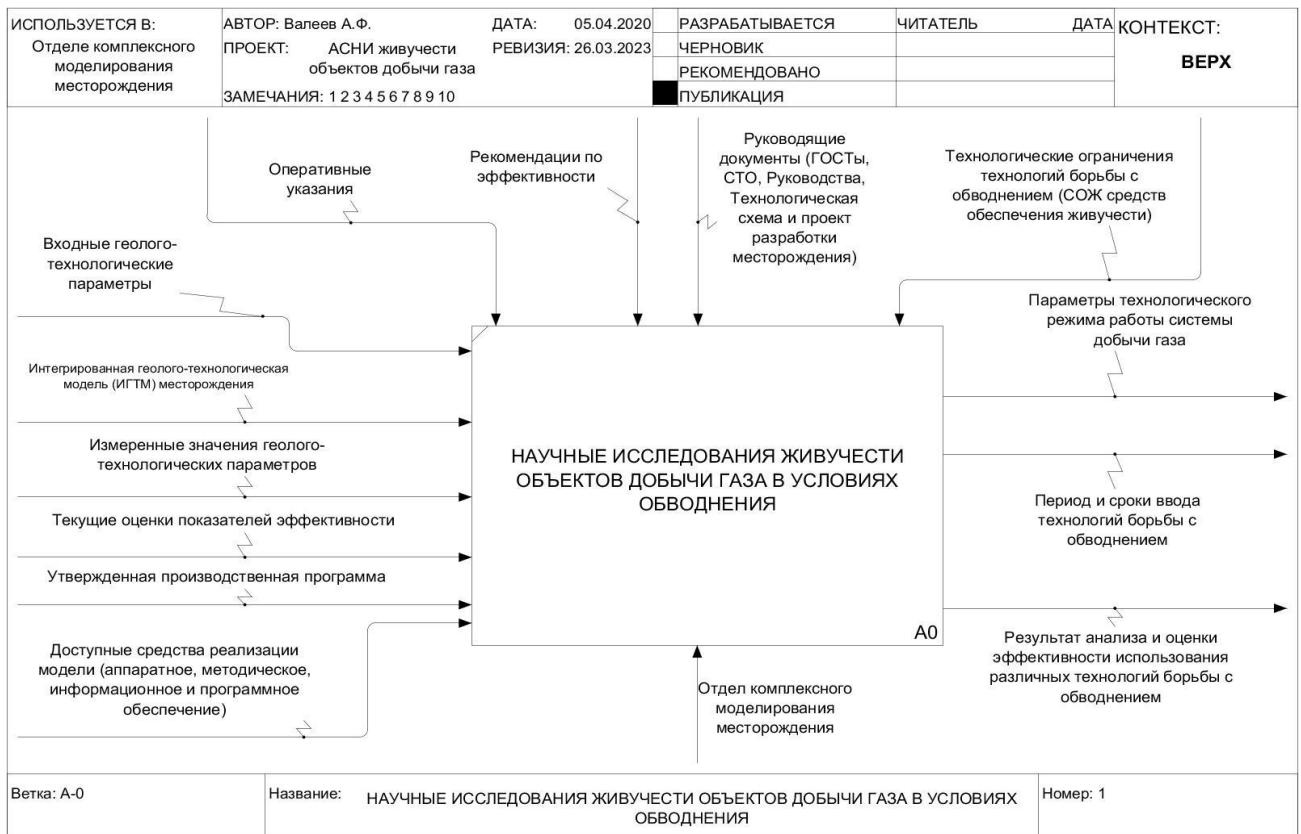 ИСПОЛЬЗУЕТСЯ В:
Отделе комплексного
моделирования
месторождения
АВТОР: Валеев А.Ф.
ДАТА: 05.04.2020
ПРОЕКТ: АСНИ живучести
объектов добычи газа
РЕВИЗИЯ: 26.03.2023
ЗАМЕЧАНИЯ: 1 2 3 4 5 6 7 8 9 10
РАЗРАБАТЫВАЕТСЯ
ЧЕРНОВИК
РЕКОМЕНДОВАНО
ПУБЛИКАЦИЯ
ЧИТАТЕЛЬ
ДАТА
КОНТЕКСТ:
ВЕРХ
Оперативные
указания
Рекомендации по
эффективности
Руководящие
документы (ГОСТы,
СТО, Руководства,
Технологическая
схема и проект
разработки
месторождения)
Технологические ограничения
технологий борьбы с
обводнением (СОЖ средств
обеспечения живучести)
Входные геолого-
технологические
параметры
Интегрированная геолого-технологическая
модель (ИГТМ) месторождения
Измеренные значения геолого-
технологических параметров
Текущие оценки показателей эффективности
Утвержденная производственная программа
Доступные средства реализации
модели (аппаратное, методическое,
информационное и программное
обеспечение)
НАУЧНЫЕ ИССЛЕДОВАНИЯ ЖИВУЧЕСТИ
ОБЪЕКТОВ ДОБЫЧИ ГАЗА В УСЛОВИЯХ
ОБВОДНЕНИЯ
A0
Параметры технологического
режима работы системы
добычи газа
Период и сроки ввода
технологий борьбы с
обводнением
Результат анализа и оценки
эффективности использования
различных технологий борьбы с
обводнением
Отдел комплексного
моделирования
месторождения
Ветка: A-0
Название: НАУЧНЫЕ ИССЛЕДОВАНИЯ ЖИВУЧЕСТИ ОБЪЕКТОВ ДОБЫЧИ ГАЗА В УСЛОВИЯХ
ОБВОДНЕНИЯ
Номер: 1